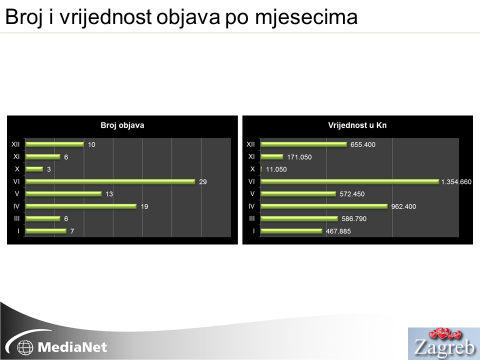 Broj i vrijednost objava po mjesecima
Broj objava
XII 10
XI 6
X 3
VI 29
V 13
IV 19
III 6
I 7
Vrijednost u Kn
XII 655.400
XI 171.050
X 11.050
VI 1.354.660
V 572.450
IV 962.400
III 586.790
I 467.885
MediaNet
Zagreb